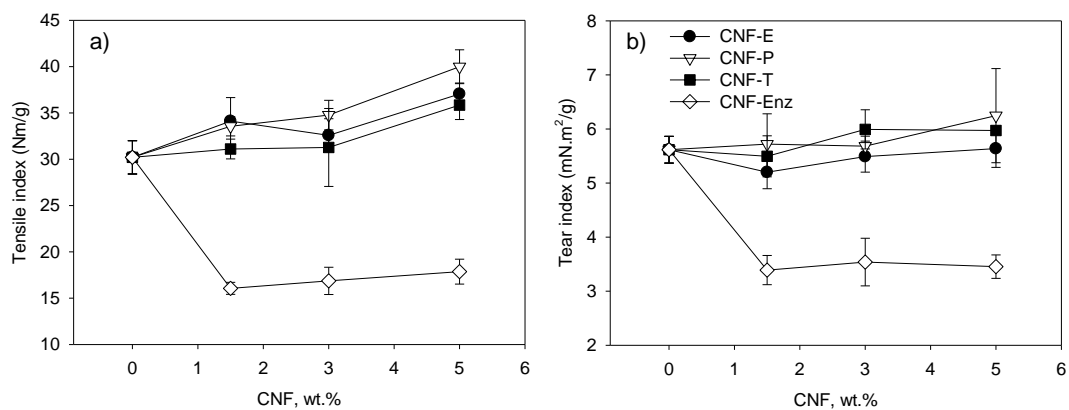 a)
Tensile index (Nm/g)
45
40
35
30
25
20
15
10
0 1 2 3 4 5 6
CNF, wt.%
b)
CNF-E
CNF-P
CNF-T
CNF-Enz
Tear index (mN.m²/g)
8
7
6
5
4
3
2
0 1 2 3 4 5 6
CNF, wt.%